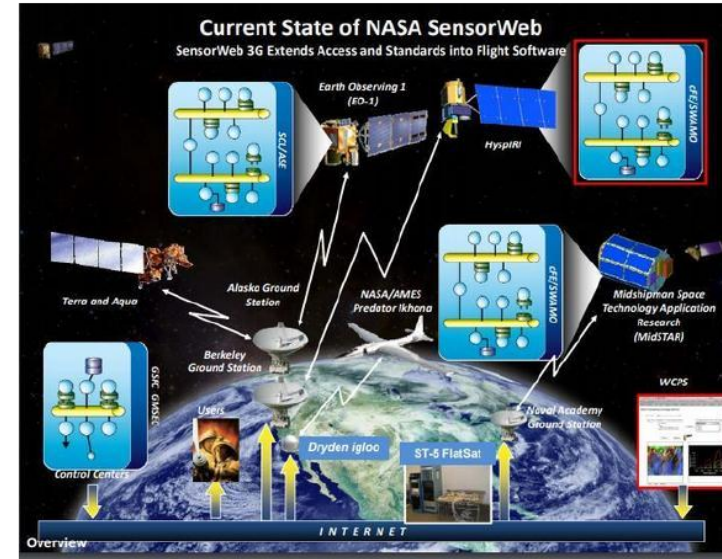 Current State of NASA SensorWeb
SensorWeb 3G Extends Access and Standards into Flight Software
Earth Observing 1
(EO-1)
SCL/ASE
HyspIRI
cFE/SWAMO
Terra and Aqua
Alaska Ground
Station
NASA/AMES
Predator Ikhana
cFE/SWAMO
Midshipman Space
Technology Application
Research
(MidSTAR)
Berkeley
Ground Station
GSFC GMSEC
Users
Naval Academy
Ground Station
WCPS
Dryden igloo
ST-5 FlatSat
Control Centers
INTERNET
Overview